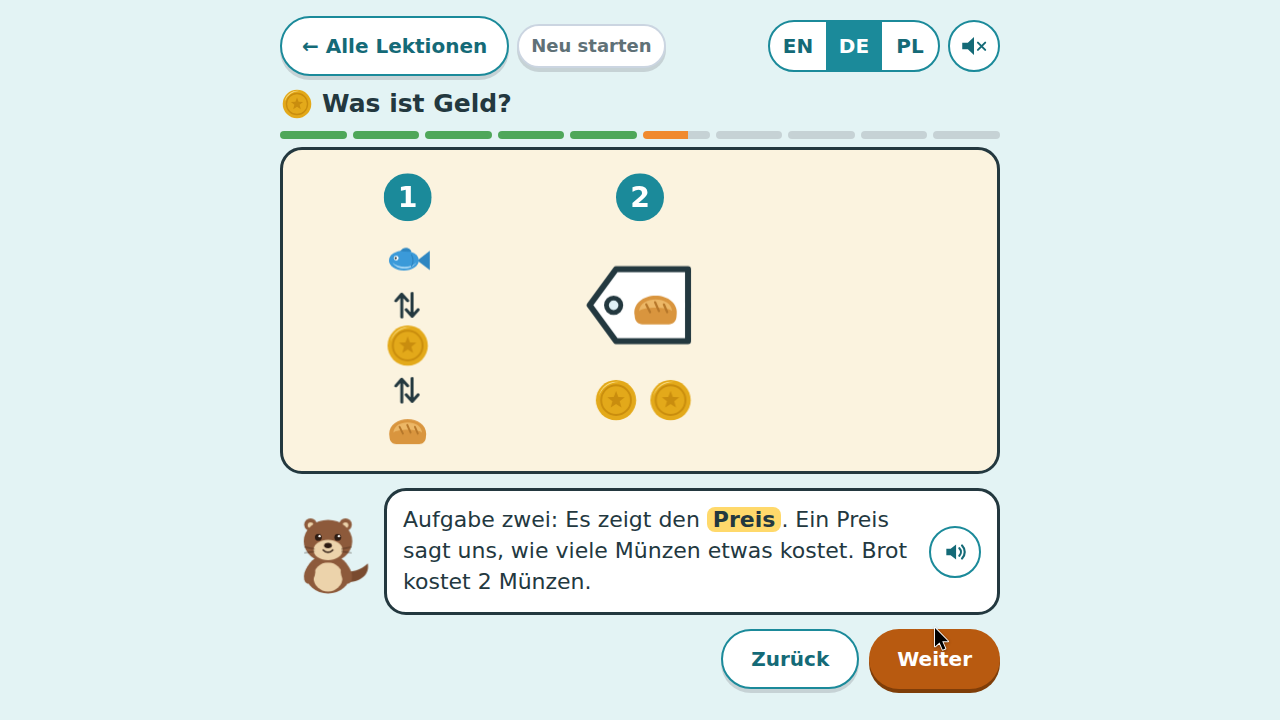 ← Alle Lektionen
Neu starten
EN DE PL
Was ist Geld?
1
2
Aufgabe zwei: Es zeigt den Preis. Ein Preis
sagt uns, wie viele Münzen etwas kostet. Brot
kostet 2 Münzen.
Zurück
Weiter